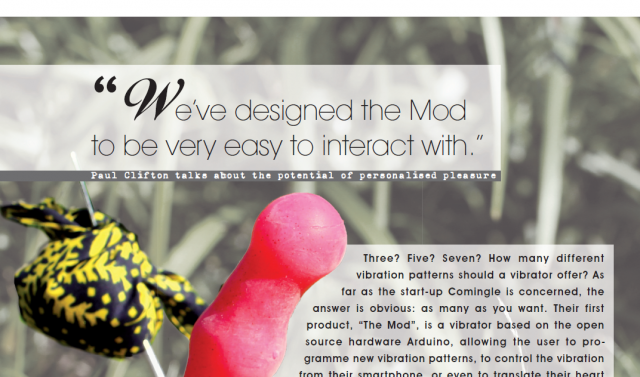 “We’ve designed the Mod
to be very easy to interact with.”
Paul Clifton talks about the potential of personalised pleasure
Three? Five? Seven? How many different
vibration patterns should a vibrator offer? As
far as the start-up Comingle is concerned, the
answer is obvious: as many as you want. Their first
product, “The Mod”, is a vibrator based on the open
source hardware Arduino, allowing the user to pro-
gramme new vibration patterns, to control the vibration
from their smartphone, or even to translate their heart